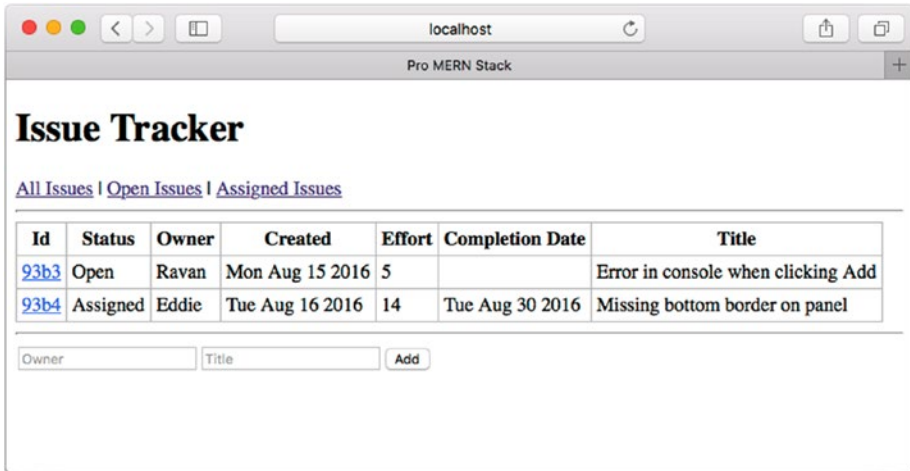 localhost
Pro MERN Stack
+
Issue Tracker
All Issues | Open Issues | Assigned Issues
Id Status Owner Created Effort Completion Date Title
93b3 Open Ravan Mon Aug 15 2016 5 Error in console when clicking Add
93b4 Assigned Eddie Tue Aug 16 2016 14 Tue Aug 30 2016 Missing bottom border on panel
Owner Title Add